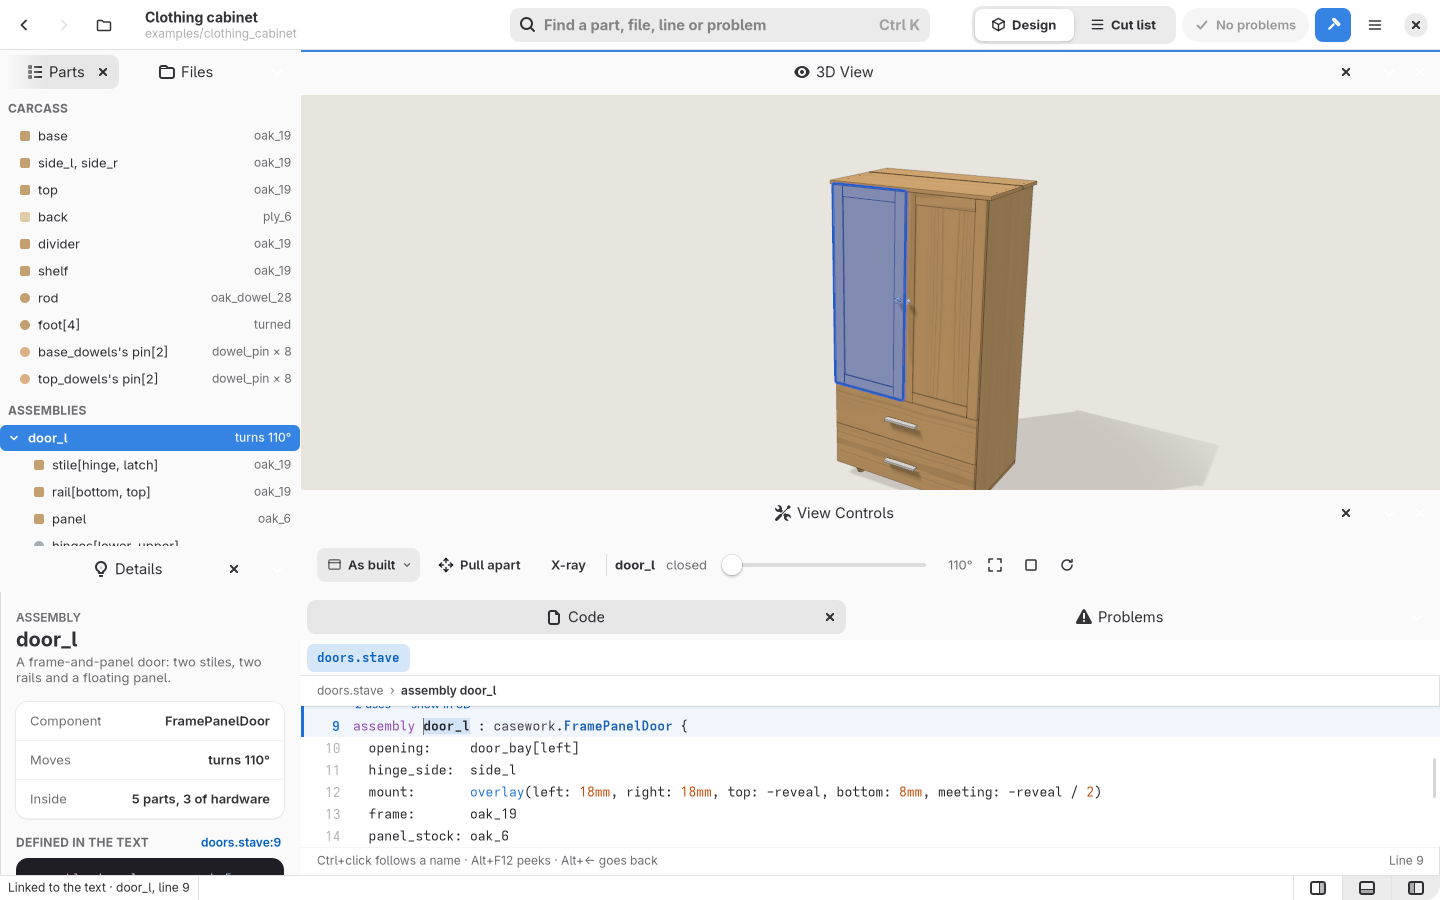 Clothing cabinet
examples/clothing_cabinet
Find a part, file, line or problem Ctrl K
Design
Cut list
No problems
Parts
Files
3D View
CARCASS
base oak_19
side_l, side_r oak_19
top oak_19
back ply_6
divider oak_19
shelf oak_19
rod oak_dowel_28
foot[4] turned
base_dowels's pin[2] dowel_pin × 8
top_dowels's pin[2] dowel_pin × 8
ASSEMBLIES
door_l turns 110°
stile[hinge, latch] oak_19
rail[bottom, top] oak_19
panel oak_6
hinges[lower, upper]
Details
ASSEMBLY
door_l
A frame-and-panel door: two stiles, two
rails and a floating panel.
Component FramePanelDoor
Moves turns 110°
Inside 5 parts, 3 of hardware
DEFINED IN THE TEXT doors.stave:9
View Controls
As built
Pull apart
X-ray
door_l closed 110°
Code
Problems
doors.stave
doors.stave › assembly door_l
9 assembly door_l : casework.FramePanelDoor {
10 opening: door_bay[left]
11 hinge_side: side_l
12 mount: overlay(left: 18mm, right: 18mm, top: -reveal, bottom: 8mm, meeting: -reveal / 2)
13 frame: oak_19
14 panel_stock: oak_6
Ctrl+click follows a name · Alt+F12 peeks · Alt+← goes back Line 9
Linked to the text · door_l, line 9